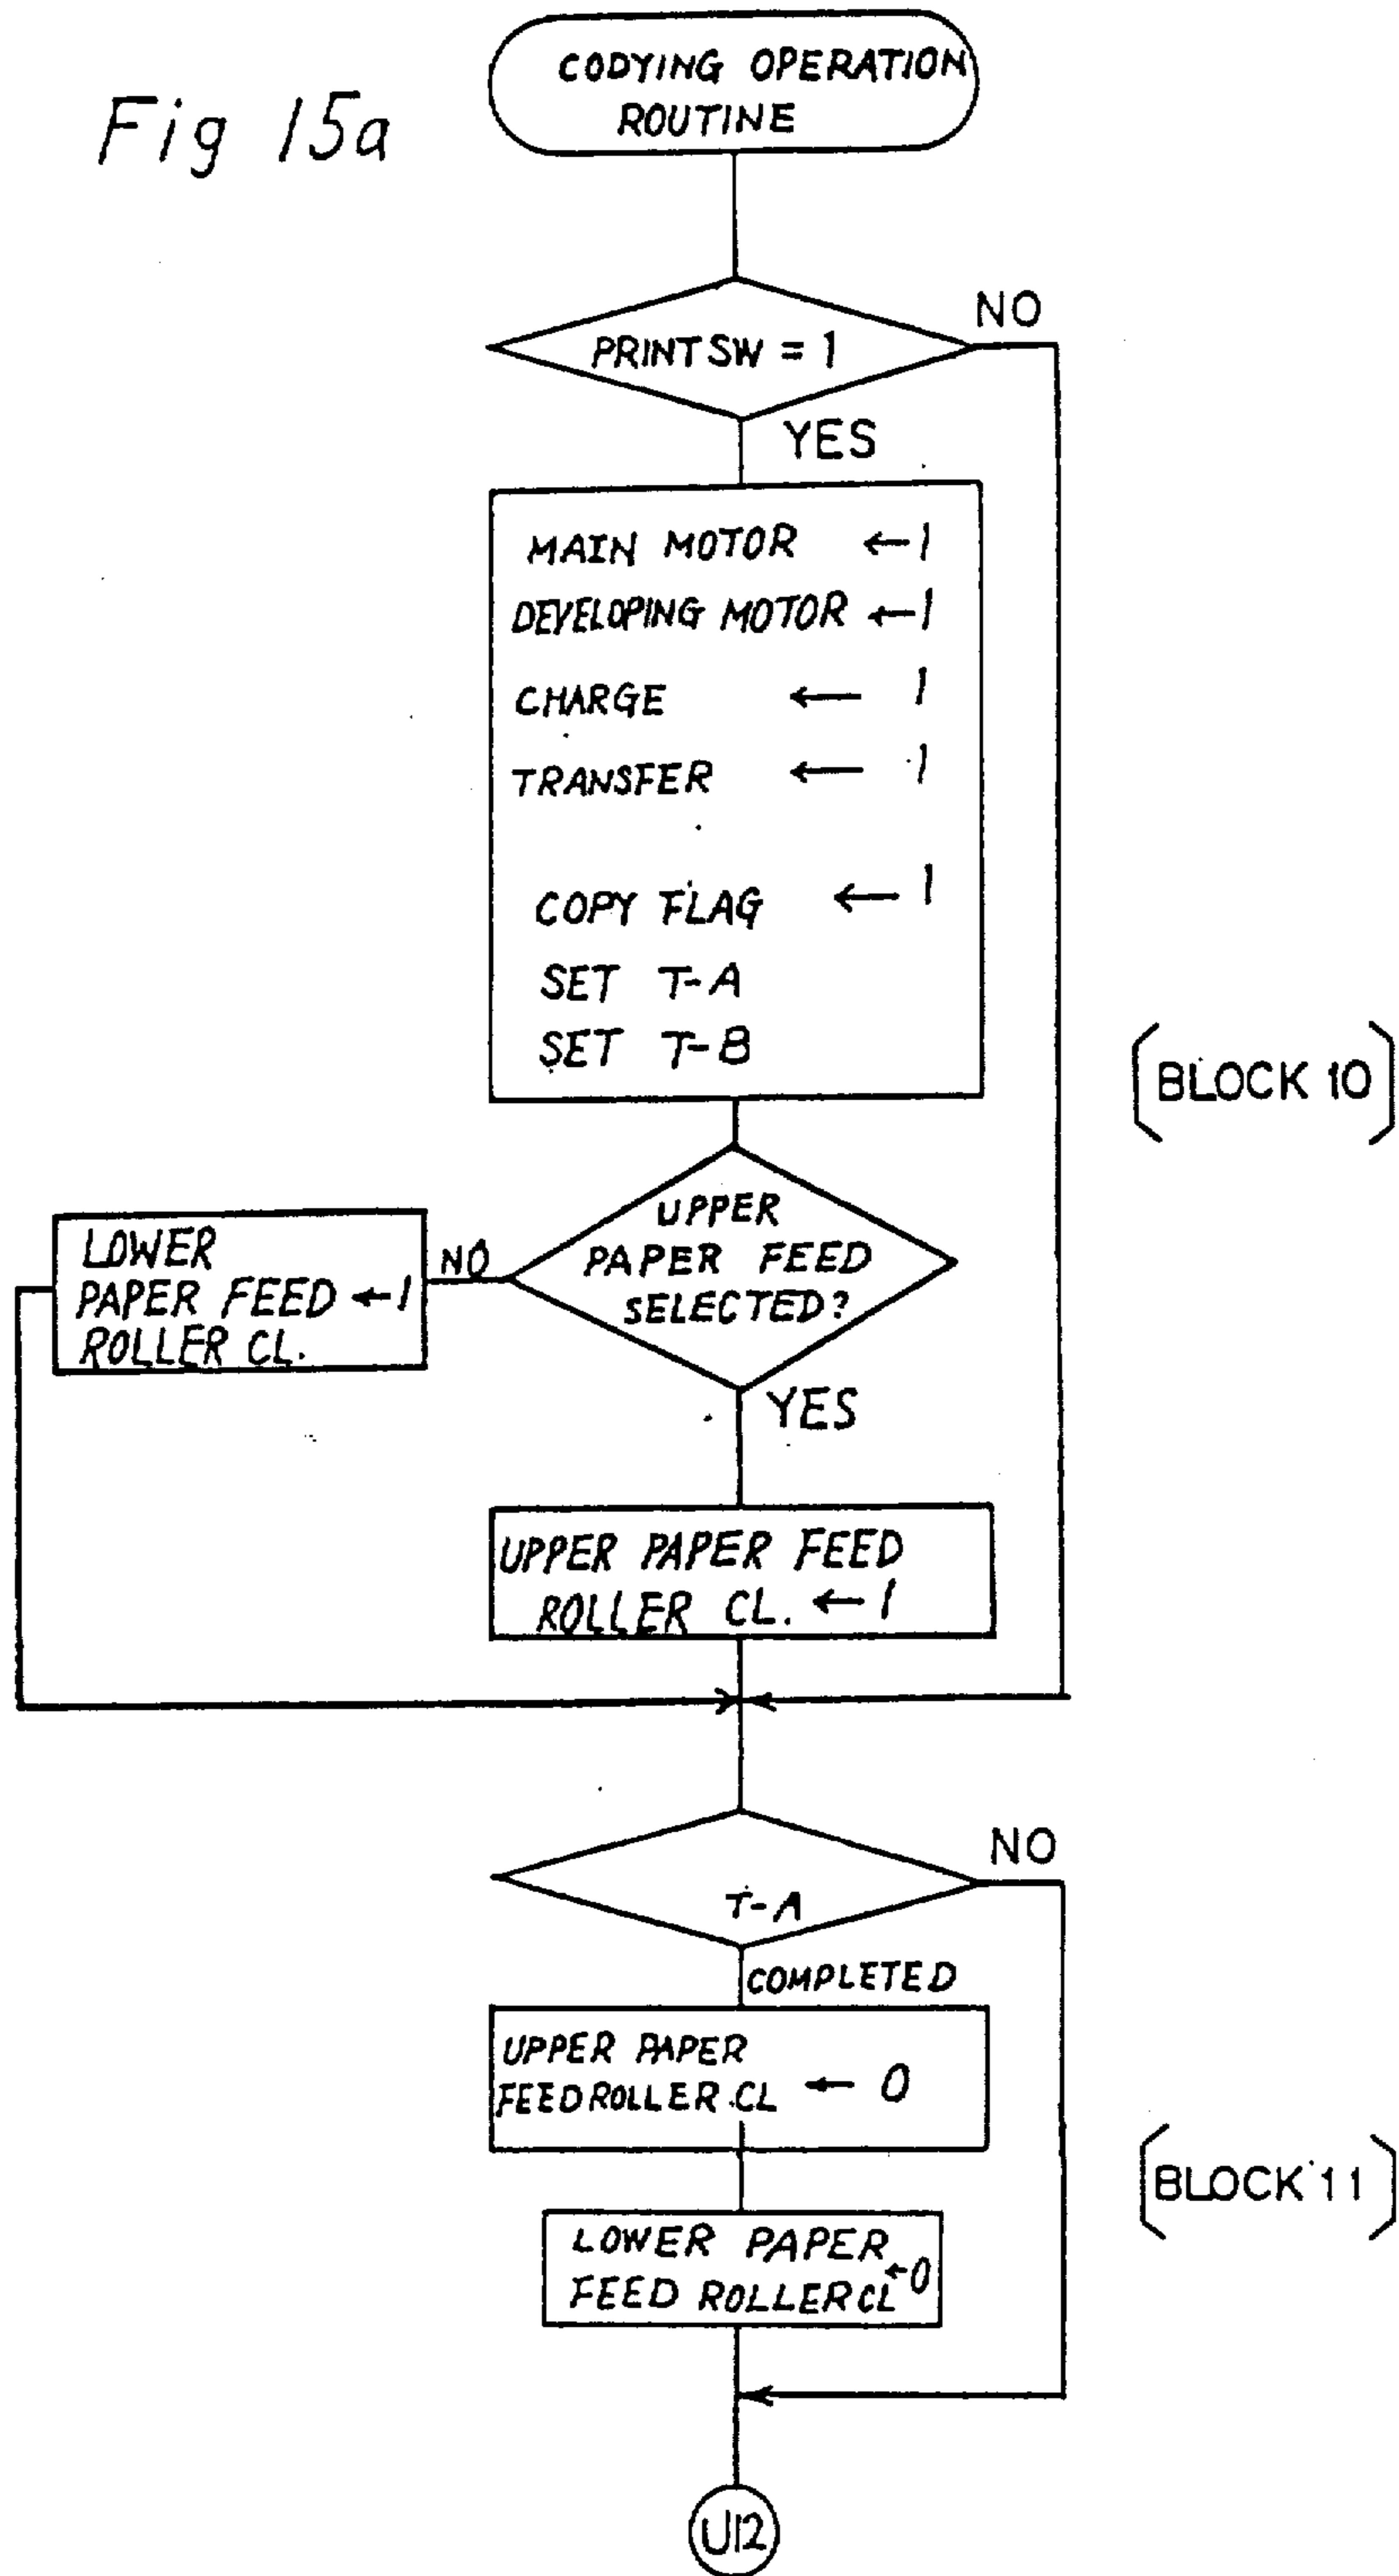 Fig 15a
CODYING OPERATION
ROUTINE
PRINT SW = 1
NO
YES
MAIN MOTOR ←1
DEVELOPING MOTOR ←1
CHARGE ← 1
TRANSFER ← 1
COPY FLAG ← 1
SET T-A
SET T-B
[BLOCK 10]
UPPER
PAPER FEED
SELECTED?
NO
LOWER
PAPER FEED ←1
ROLLER CL.
YES
UPPER PAPER FEED
ROLLER CL. ←1
T-A
NO
COMPLETED
UPPER PAPER
FEED ROLLER CL ← 0
[BLOCK 11]
LOWER PAPER
FEED ROLLER CL ←0
U12